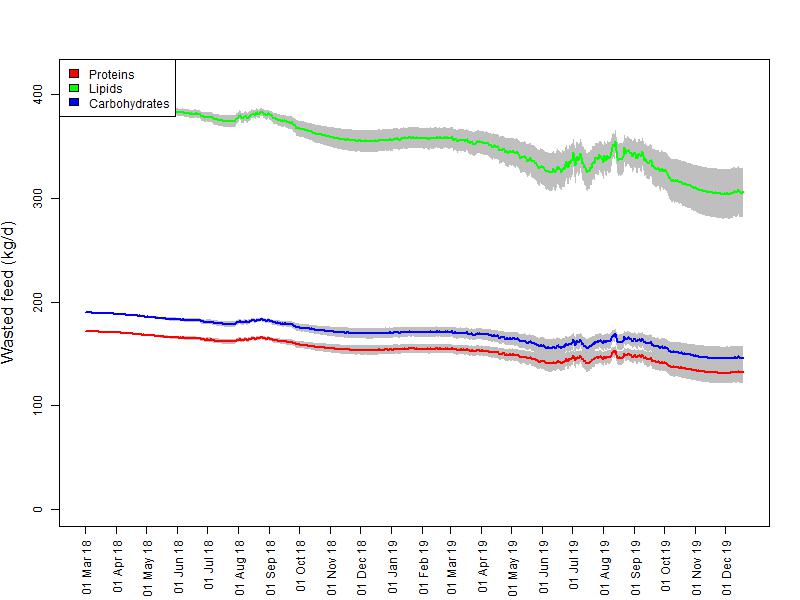 Proteins
Lipids
Carbohydrates
Wasted feed (kg/d)
400
300
200
100
0
01 Mar 18
01 Apr 18
01 May 18
01 Jun 18
01 Jul 18
01 Aug 18
01 Sep 18
01 Oct 18
01 Nov 18
01 Dec 18
01 Jan 19
01 Feb 19
01 Mar 19
01 Apr 19
01 May 19
01 Jun 19
01 Jul 19
01 Aug 19
01 Sep 19
01 Oct 19
01 Nov 19
01 Dec 19